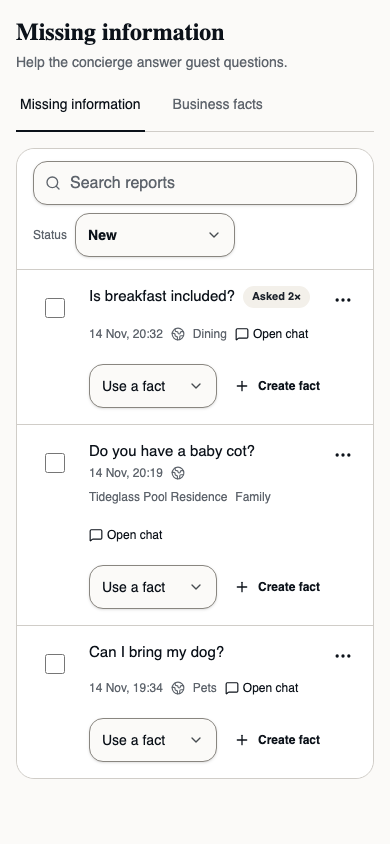 Missing information
Help the concierge answer guest questions.
Missing information Business facts
Search reports
Status New
Is breakfast included? Asked 2×
14 Nov, 20:32 Dining Open chat
Use a fact Create fact
Do you have a baby cot?
14 Nov, 20:19
Tideglass Pool Residence Family
Open chat
Use a fact Create fact
Can I bring my dog?
14 Nov, 19:34 Pets Open chat
Use a fact Create fact